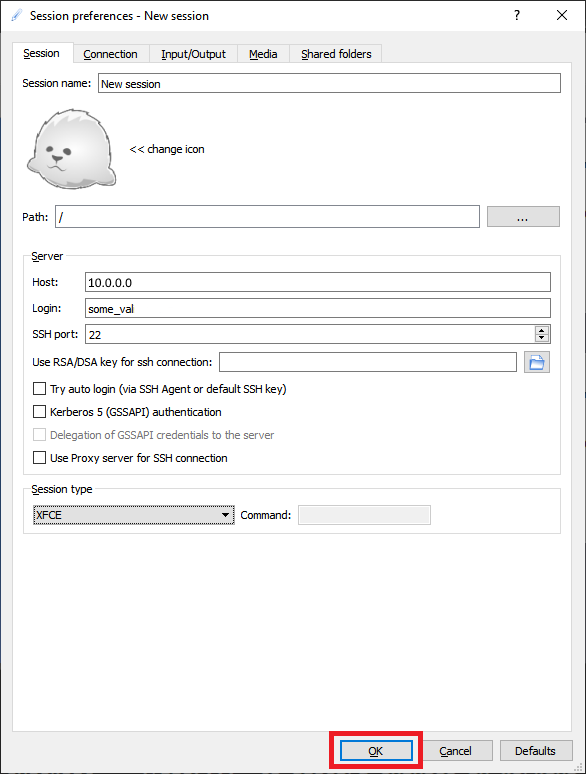 Session preferences - New session
Session Connection Input/Output Media Shared folders
Session name: New session
<< change icon
Path: / ...
Server
Host: 10.0.0.0
Login: some_val
SSH port: 22
Use RSA/DSA key for ssh connection:
Try auto login (via SSH Agent or default SSH key)
Kerberos 5 (GSSAPI) authentication
Delegation of GSSAPI credentials to the server
Use Proxy server for SSH connection
Session type
XFCE Command:
OK Cancel Defaults